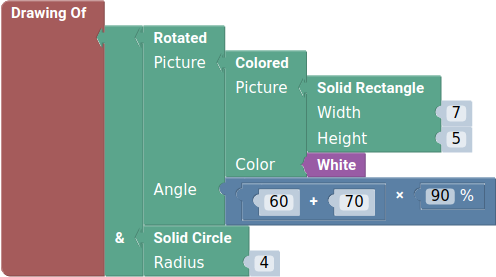 Drawing Of
Rotated
Picture Colored
Picture Solid Rectangle
Width 7
Height 5
Color White
Angle 60 + 70 × 90 %
& Solid Circle
Radius 4